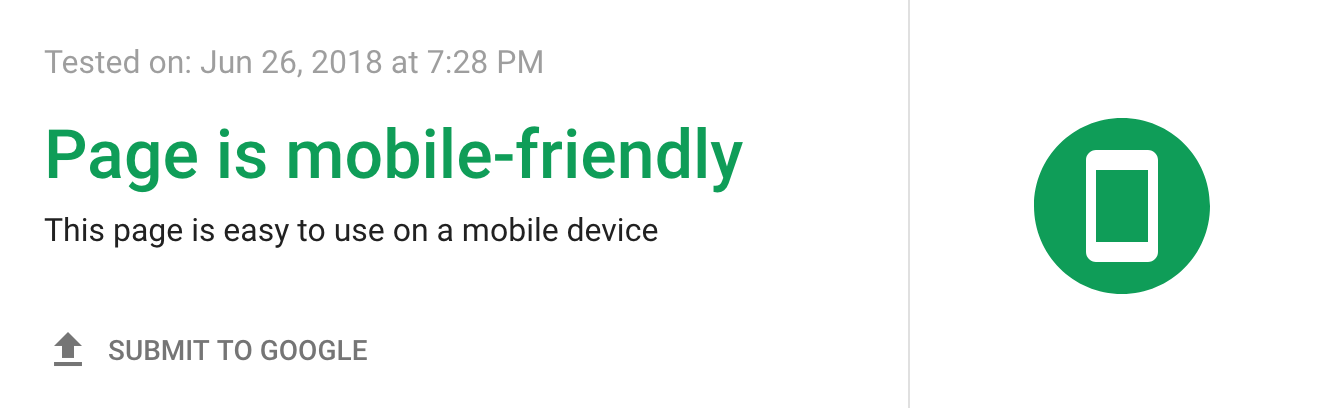 Tested on: Jun 26, 2018 at 7:28 PM
Page is mobile-friendly
This page is easy to use on a mobile device
SUBMIT TO GOOGLE